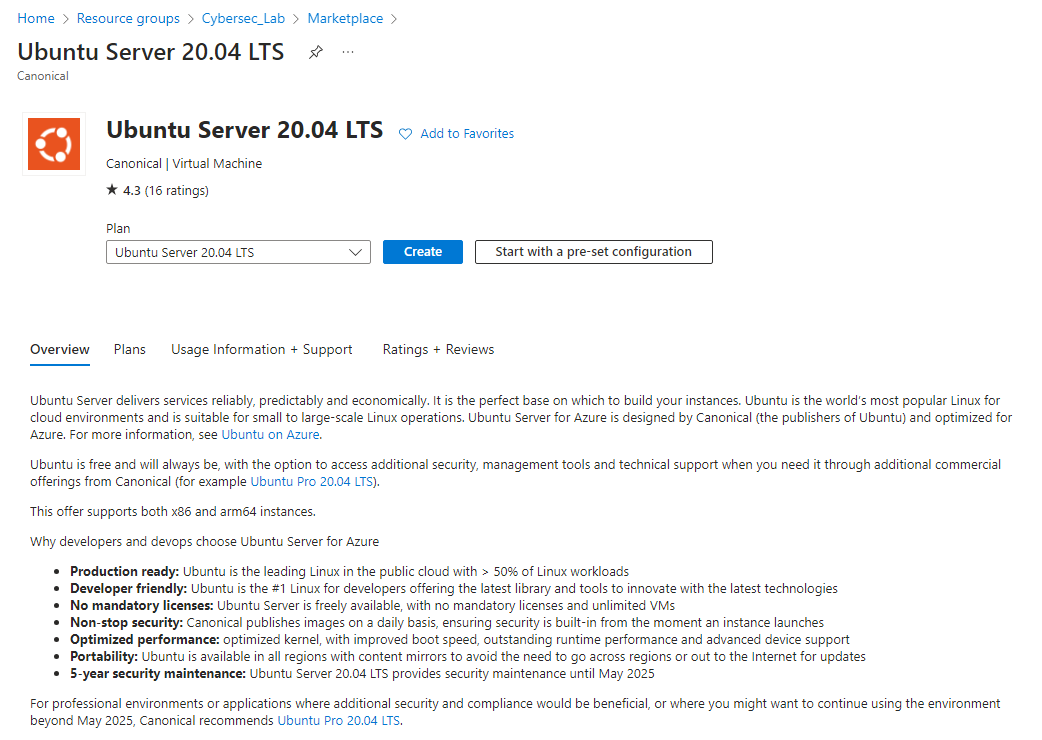 Home > Resource groups > Cybersec_Lab > Marketplace >
Ubuntu Server 20.04 LTS ...
Canonical
Ubuntu Server 20.04 LTS Add to Favorites
Canonical | Virtual Machine
★ 4.3 (16 ratings)
Plan
Ubuntu Server 20.04 LTS Create Start with a pre-set configuration
Overview Plans Usage Information + Support Ratings + Reviews
Ubuntu Server delivers services reliably, predictably and economically. It is the perfect base on which to build your instances. Ubuntu is the world's most popular Linux for
cloud environments and is suitable for small to large-scale Linux operations. Ubuntu Server for Azure is designed by Canonical (the publishers of Ubuntu) and optimized for
Azure. For more information, see Ubuntu on Azure.
Ubuntu is free and will always be, with the option to access additional security, management tools and technical support when you need it through additional commercial
offerings from Canonical (for example Ubuntu Pro 20.04 LTS).
This offer supports both x86 and arm64 instances.
Why developers and devops choose Ubuntu Server for Azure
• Production ready: Ubuntu is the leading Linux in the public cloud with > 50% of Linux workloads
• Developer friendly: Ubuntu is the #1 Linux for developers offering the latest library and tools to innovate with the latest technologies
• No mandatory licenses: Ubuntu Server is freely available, with no mandatory licenses and unlimited VMs
• Non-stop security: Canonical publishes images on a daily basis, ensuring security is built-in from the moment an instance launches
• Optimized performance: optimized kernel, with improved boot speed, outstanding runtime performance and advanced device support
• Portability: Ubuntu is available in all regions with content mirrors to avoid the need to go across regions or out to the Internet for updates
• 5-year security maintenance: Ubuntu Server 20.04 LTS provides security maintenance until May 2025
For professional environments or applications where additional security and compliance would be beneficial, or where you might want to continue using the environment
beyond May 2025, Canonical recommends Ubuntu Pro 20.04 LTS.